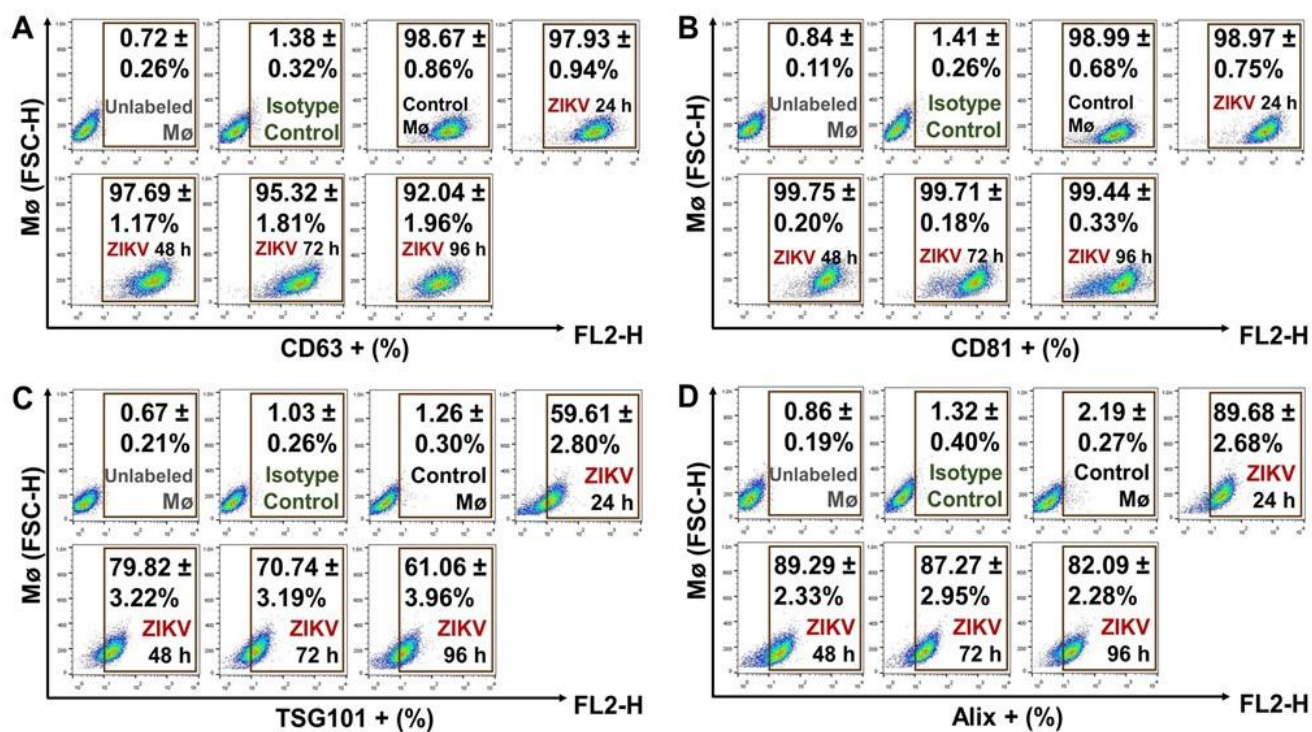 A
Mø (FSC-H)
0.72 ±
0.26%
Unlabeled
Mø
1.38 ±
0.32%
Isotype
Control
98.67 ±
0.86%
Control
Mø
97.93 ±
0.94%
ZIKV 24 h
97.69 ±
1.17%
ZIKV 48 h
95.32 ±
1.81%
ZIKV 72 h
92.04 ±
1.96%
ZIKV 96 h
CD63 + (%)
FL2-H
B
0.84 ±
0.11%
Unlabeled
Mø
1.41 ±
0.26%
Isotype
Control
98.99 ±
0.68%
Control
Mø
98.97 ±
0.75%
ZIKV 24 h
99.75 ±
0.20%
ZIKV 48 h
99.71 ±
0.18%
ZIKV 72 h
99.44 ±
0.33%
ZIKV 96 h
CD81 + (%)
FL2-H
C
Mø (FSC-H)
0.67 ±
0.21%
Unlabeled
Mø
1.03 ±
0.26%
Isotype
Control
1.26 ±
0.30%
Control
Mø
59.61 ±
2.80%
ZIKV
24 h
79.82 ±
3.22%
ZIKV
48 h
70.74 ±
3.19%
ZIKV
72 h
61.06 ±
3.96%
ZIKV
96 h
TSG101 + (%)
FL2-H
D
0.86 ±
0.19%
Unlabeled
Mø
1.32 ±
0.40%
Isotype
Control
2.19 ±
0.27%
Control
Mø
89.68 ±
2.68%
ZIKV
24 h
89.29 ±
2.33%
ZIKV
48 h
87.27 ±
2.95%
ZIKV
72 h
82.09 ±
2.28%
ZIKV
96 h
Alix + (%)
FL2-H